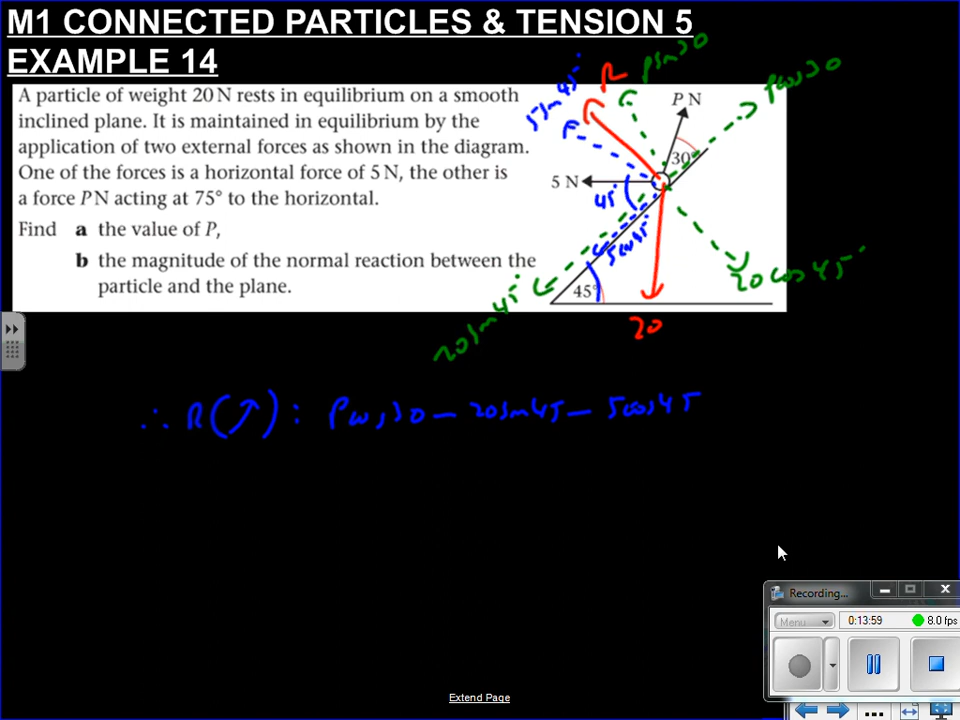 M1 CONNECTED PARTICLES & TENSION 5
EXAMPLE 14
A particle of weight 20 N rests in equilibrium on a smooth
inclined plane. It is maintained in equilibrium by the
application of two external forces as shown in the diagram.
One of the forces is a horizontal force of 5 N, the other is
a force P N acting at 75° to the horizontal.
Find a the value of P,
b the magnitude of the normal reaction between the
particle and the plane.
5sin45°
R
Psin30
Pcos30
P N
30°
5 N
45°
5cos45°
45°
20cos45°
20sin45°
20
∴ R(↗): Pcos30 - 20sin45 - 5cos45
Recording...
Menu
0:13:59
8.0 fps
Extend Page